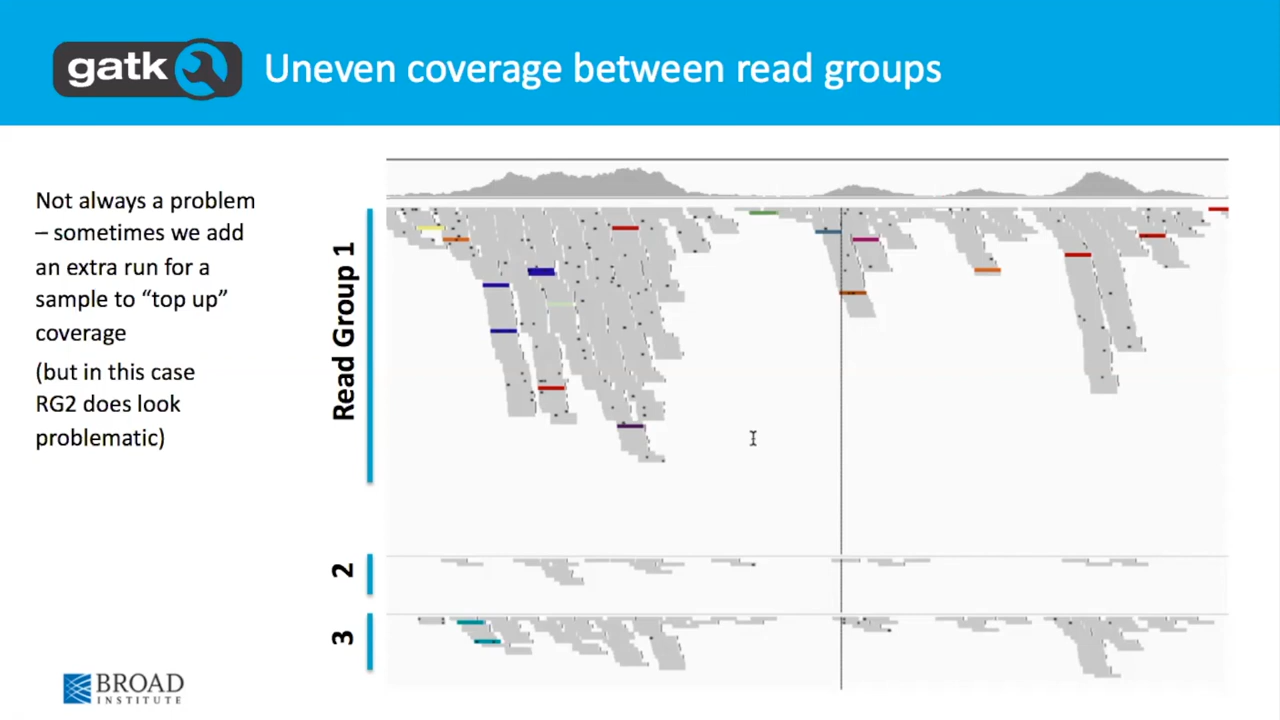 gatk
Uneven coverage between read groups
Not always a problem
– sometimes we add
an extra run for a
sample to “top up”
coverage
(but in this case
RG2 does look
problematic)
Read Group 1
2
3
BROAD
INSTITUTE